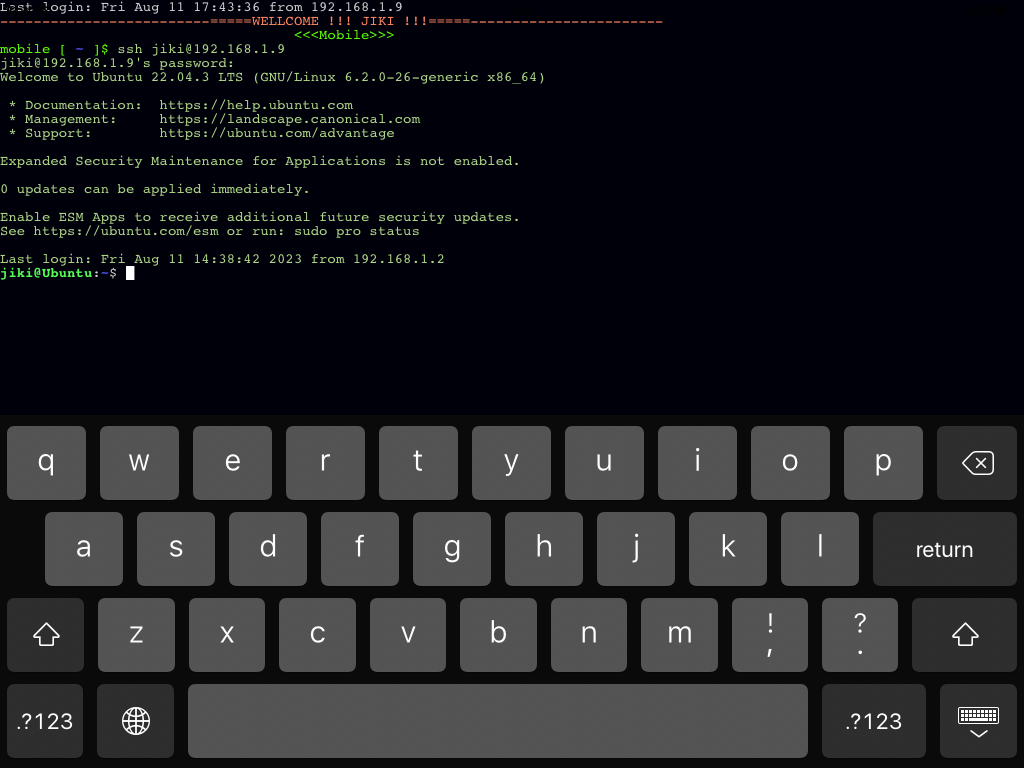 Last login: Fri Aug 11 17:43:36 from 192.168.1.9
-------------------------=====WELLCOME !!! JIKI !!!=====-----------------------
<<<Mobile>>>
mobile [ ~ ]$ ssh jiki@192.168.1.9
jiki@192.168.1.9's password:
Welcome to Ubuntu 22.04.3 LTS (GNU/Linux 6.2.0-26-generic x86_64)
* Documentation:  https://help.ubuntu.com
* Management:     https://landscape.canonical.com
* Support:        https://ubuntu.com/advantage
Expanded Security Maintenance for Applications is not enabled.
0 updates can be applied immediately.
Enable ESM Apps to receive additional future security updates.
See https://ubuntu.com/esm or run: sudo pro status
Last login: Fri Aug 11 14:38:42 2023 from 192.168.1.2
jiki@Ubuntu:~$
q w e r t y u i o p
a s d f g h j k l return
z x c v b n m ! , ? .
.?123 .?123